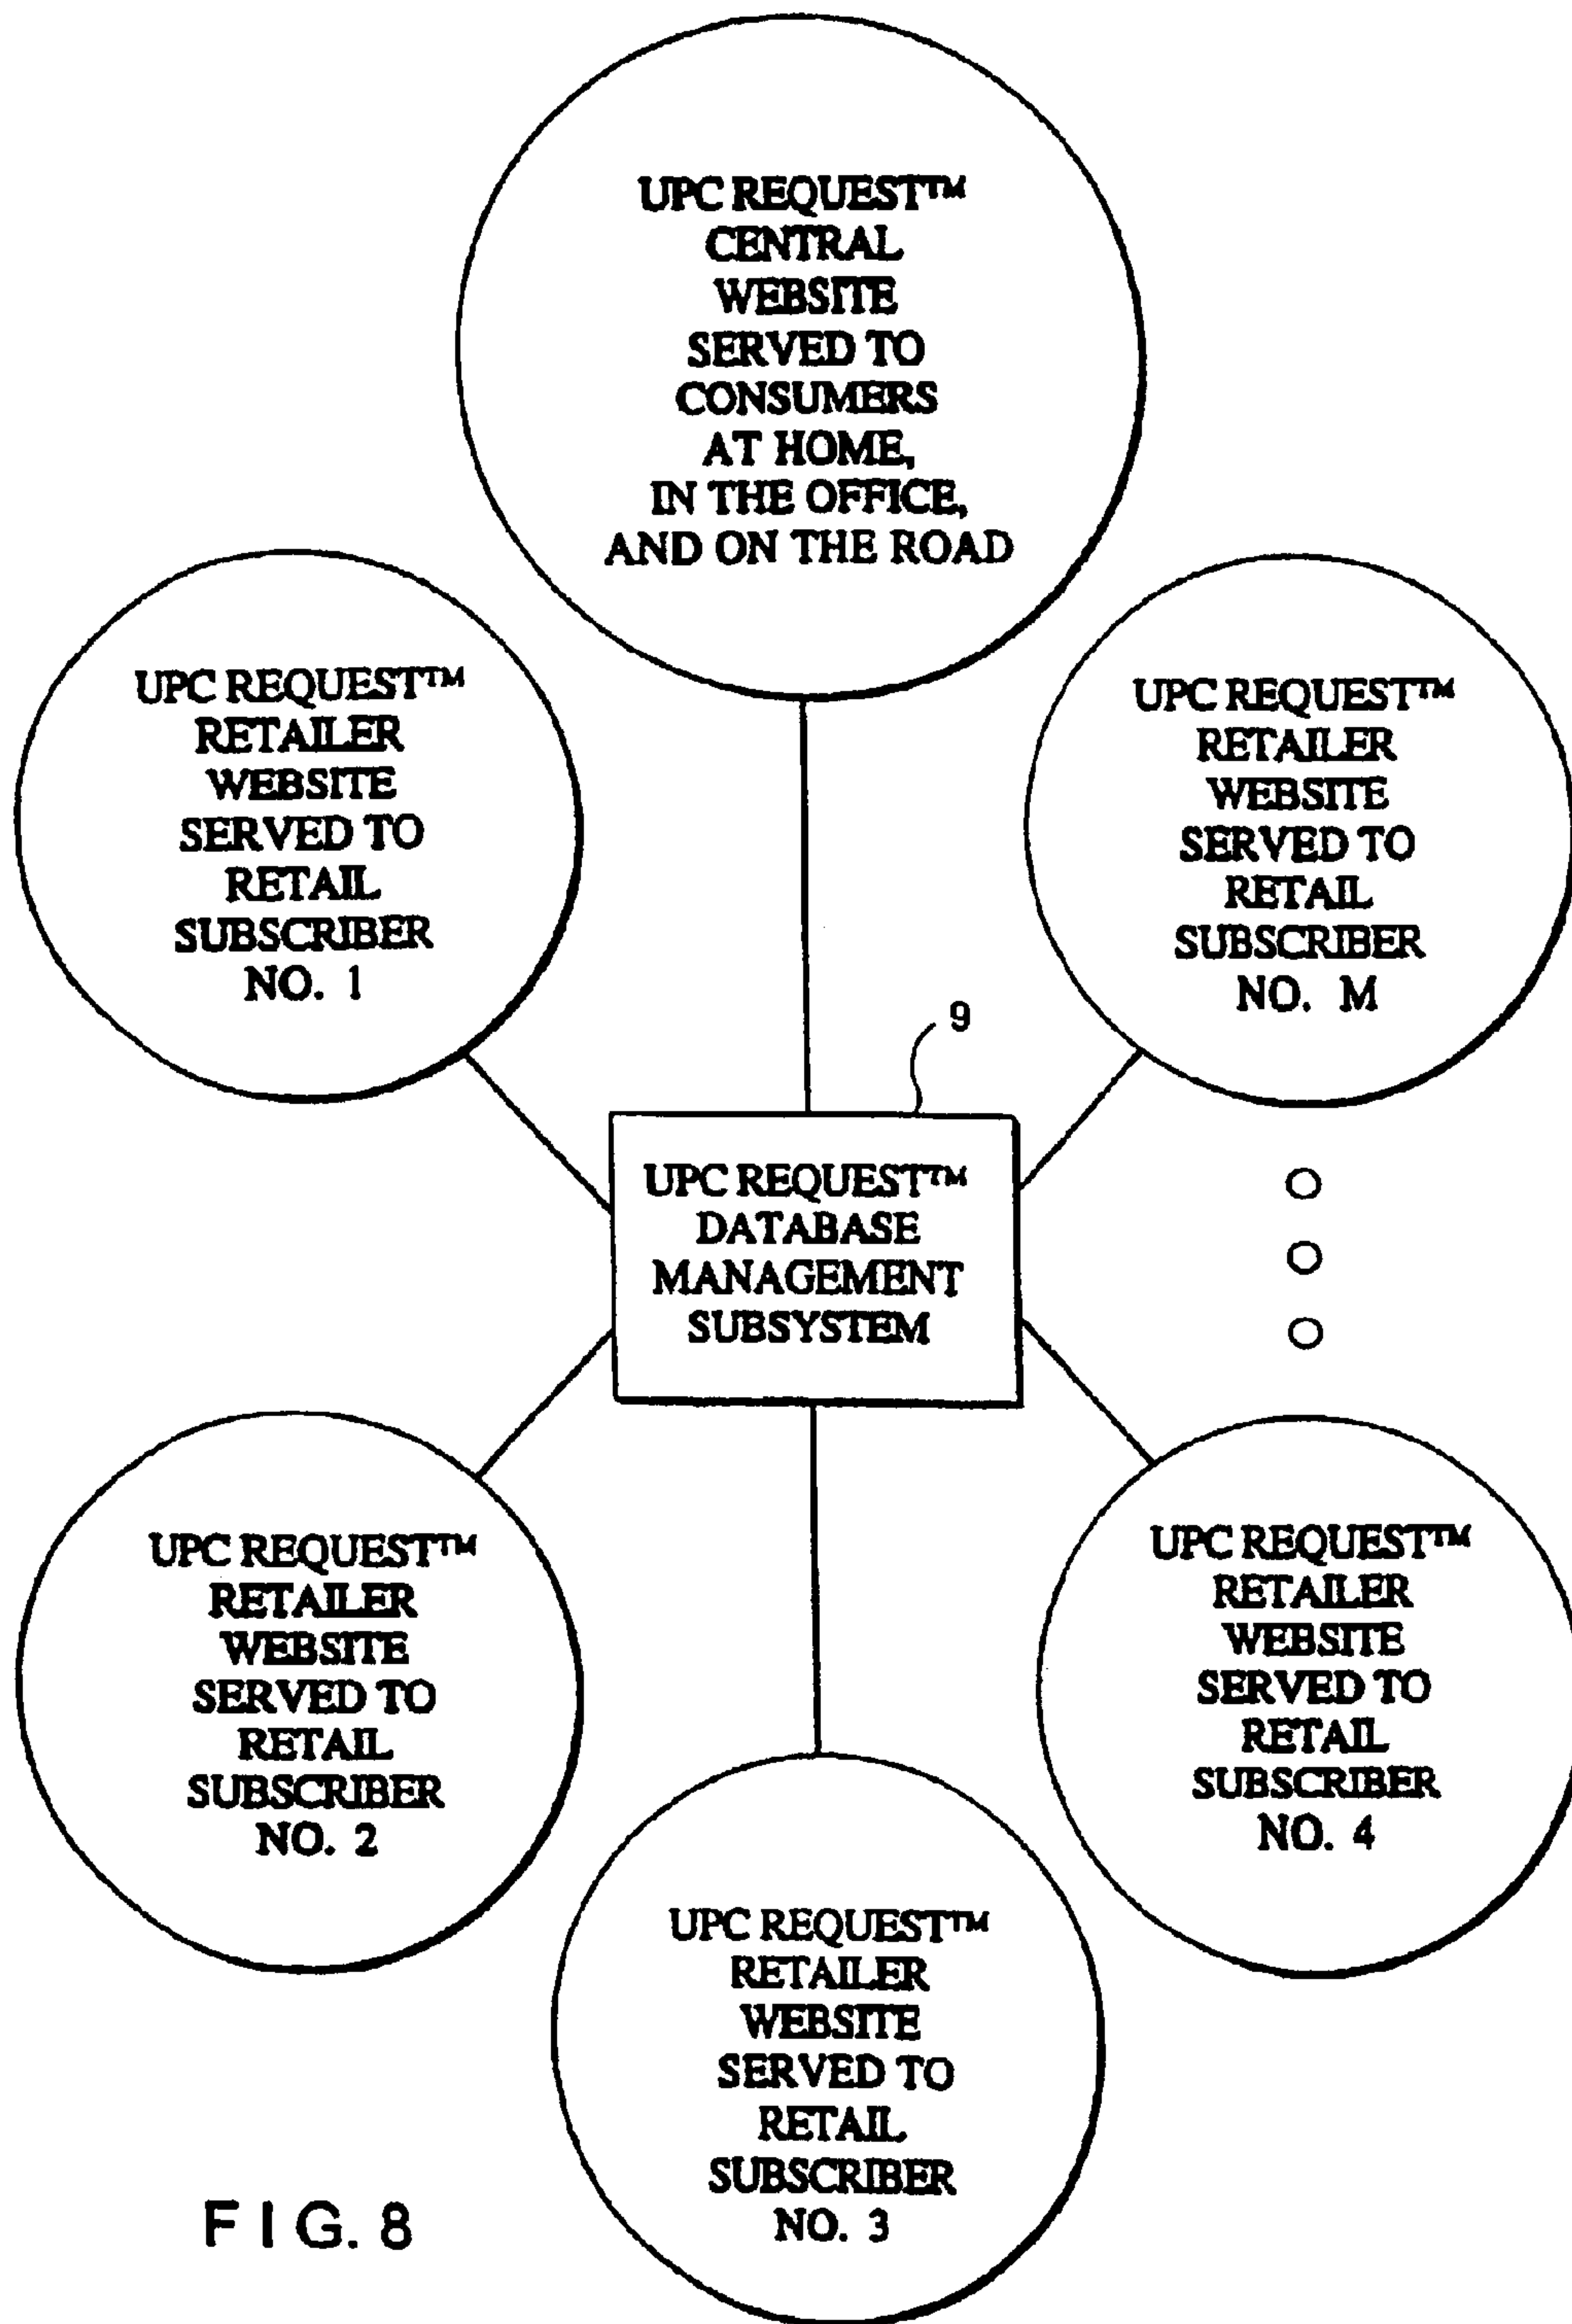 UPC REQUEST™
CENTRAL
WEBSITE
SERVED TO
CONSUMERS
AT HOME,
IN THE OFFICE,
AND ON THE ROAD
UPC REQUEST™
RETAILER
WEBSITE
SERVED TO
RETAIL
SUBSCRIBER
NO. 1
UPC REQUEST™
RETAILER
WEBSITE
SERVED TO
RETAIL
SUBSCRIBER
NO. M
9
UPC REQUEST™
DATABASE
MANAGEMENT
SUBSYSTEM
UPC REQUEST™
RETAILER
WEBSITE
SERVED TO
RETAIL
SUBSCRIBER
NO. 2
UPC REQUEST™
RETAILER
WEBSITE
SERVED TO
RETAIL
SUBSCRIBER
NO. 4
UPC REQUEST™
RETAILER
WEBSITE
SERVED TO
RETAIL
SUBSCRIBER
NO. 3
FIG. 8